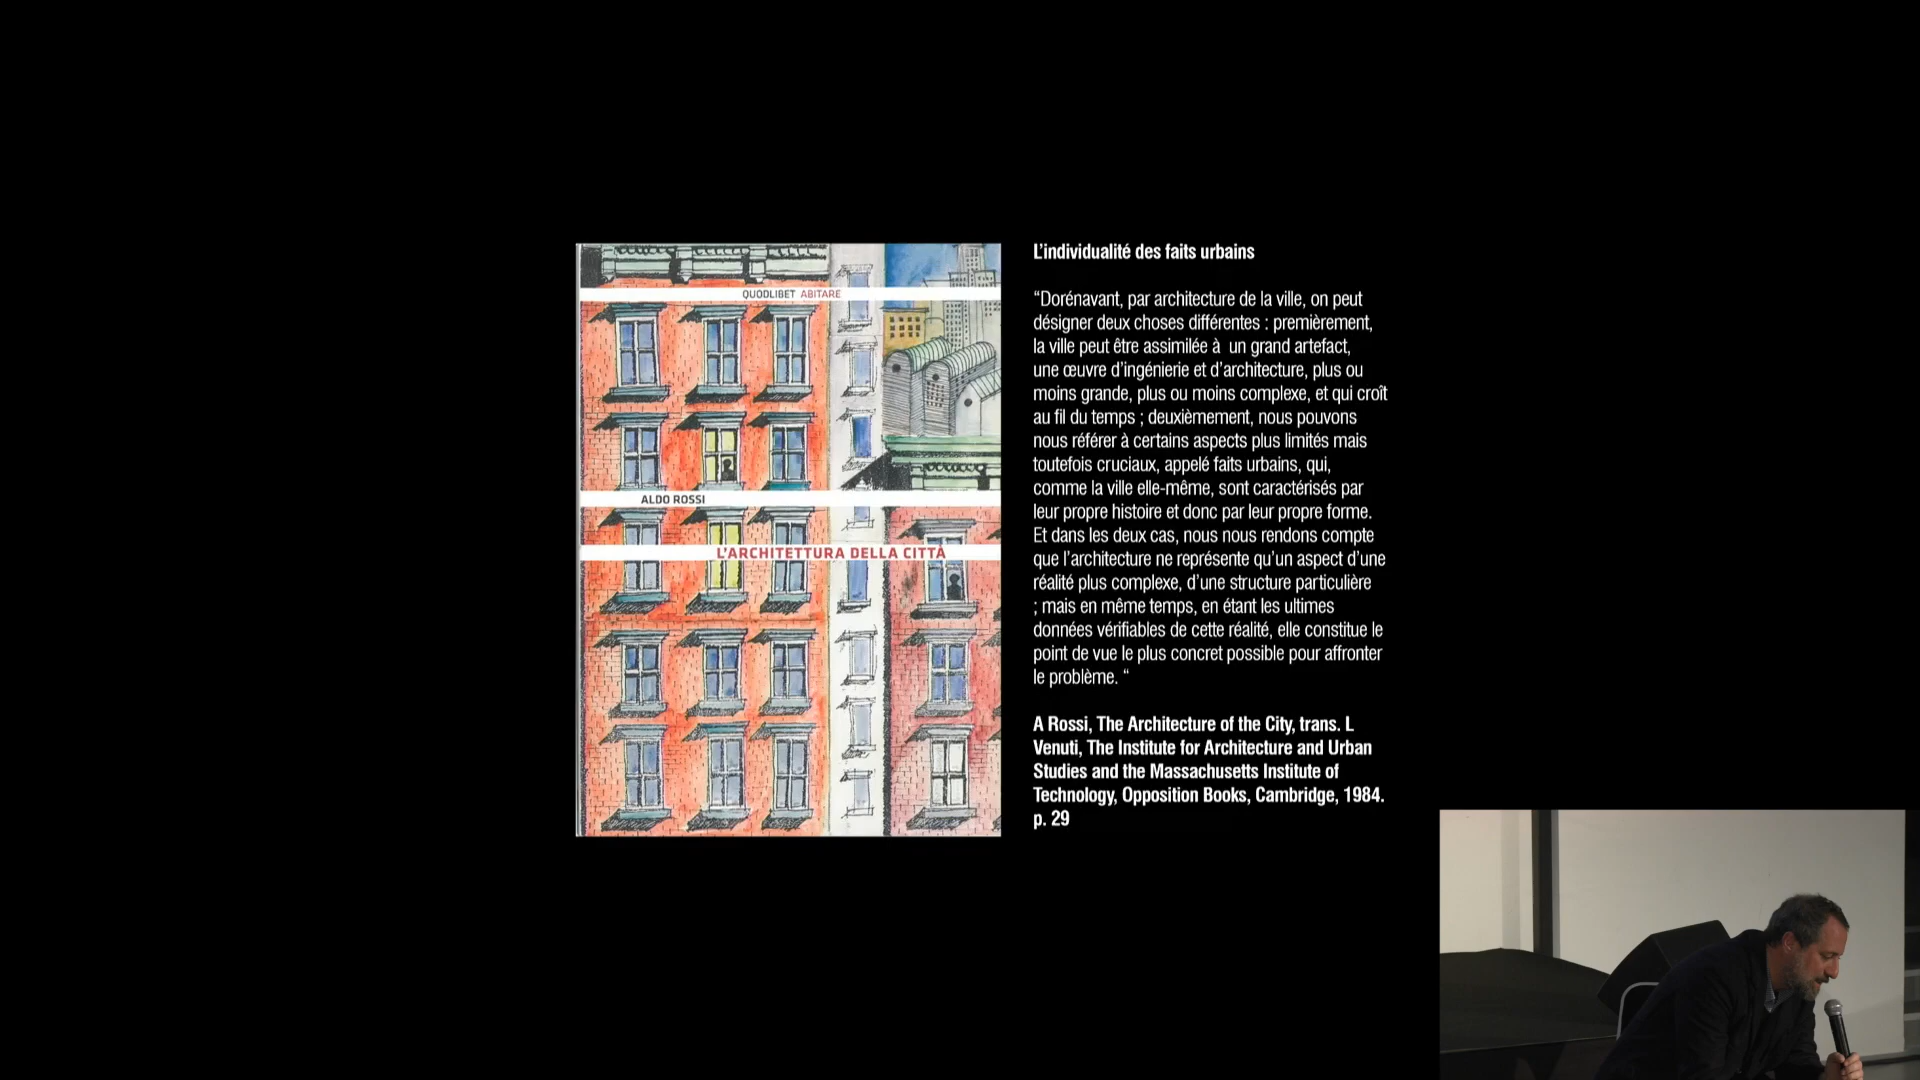 QUODLIBET ABITARE
ALDO ROSSI
L'ARCHITETTURA DELLA CITTÀ
L'individualité des faits urbains
“Dorénavant, par architecture de la ville, on peut
désigner deux choses différentes : premièrement,
la ville peut être assimilée à  un grand artefact,
une œuvre d'ingénierie et d'architecture, plus ou
moins grande, plus ou moins complexe, et qui croît
au fil du temps ; deuxièmement, nous pouvons
nous référer à certains aspects plus limités mais
toutefois cruciaux, appelé faits urbains, qui,
comme la ville elle-même, sont caractérisés par
leur propre histoire et donc par leur propre forme.
Et dans les deux cas, nous nous rendons compte
que l'architecture ne représente qu'un aspect d'une
réalité plus complexe, d'une structure particulière
; mais en même temps, en étant les ultimes
données vérifiables de cette réalité, elle constitue le
point de vue le plus concret possible pour affronter
le problème. “
A Rossi, The Architecture of the City, trans. L
Venuti, The Institute for Architecture and Urban
Studies and the Massachusetts Institute of
Technology, Opposition Books, Cambridge, 1984.
p. 29